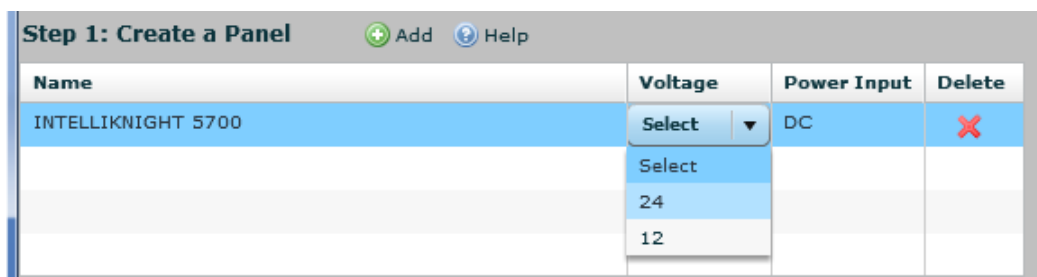 Step 1: Create a Panel Add Help
Name Voltage Power Input Delete
INTELLIKNIGHT 5700 Select DC
Select
24
12